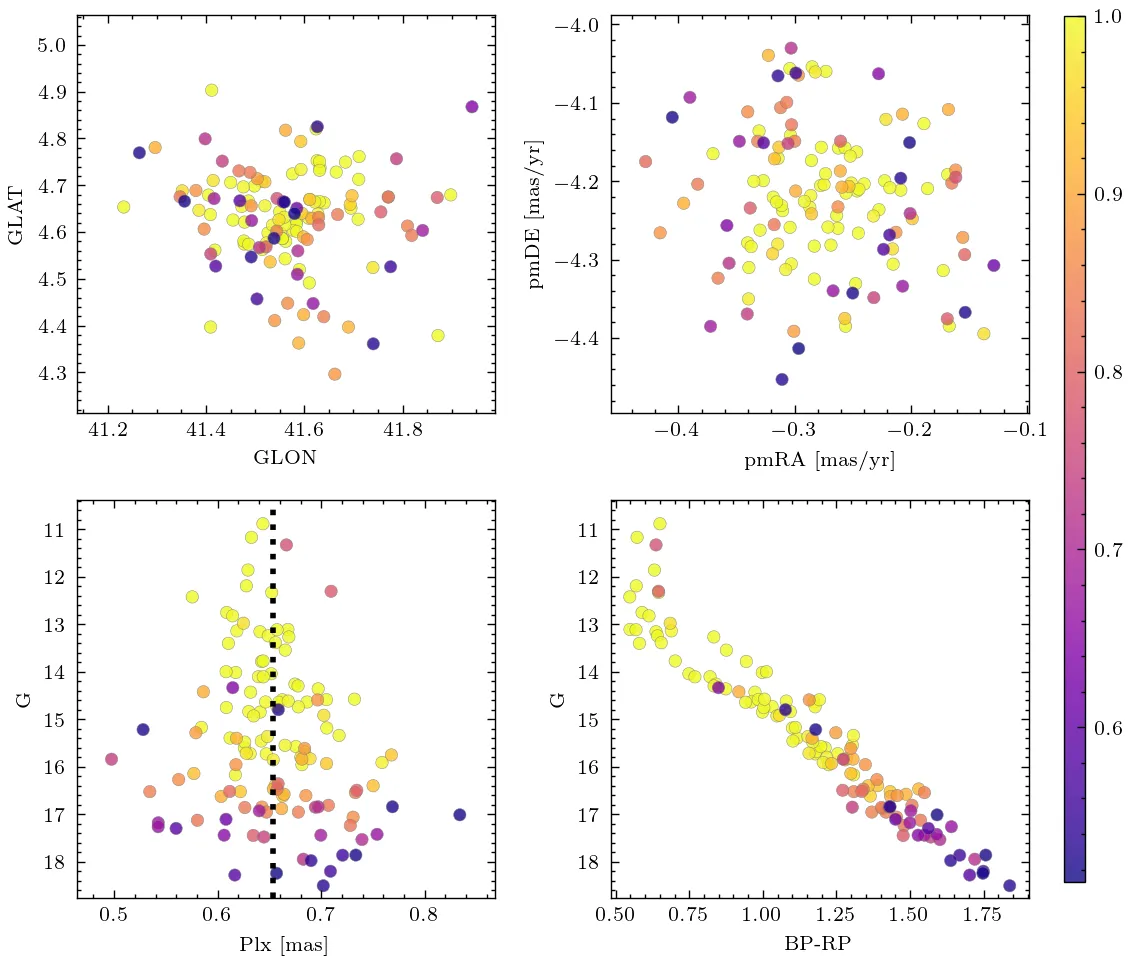 5.0
4.9
4.8
4.7
4.6
4.5
4.4
4.3
GLAT
41.2 41.4 41.6 41.8
GLON
−4.0
−4.1
−4.2
−4.3
−4.4
pmDE [mas/yr]
−0.4 −0.3 −0.2 −0.1
pmRA [mas/yr]
1.0
0.9
0.8
0.7
0.6
11
12
13
14
15
16
17
18
G
0.5 0.6 0.7 0.8
Plx [mas]
11
12
13
14
15
16
17
18
G
0.50 0.75 1.00 1.25 1.50 1.75
BP-RP